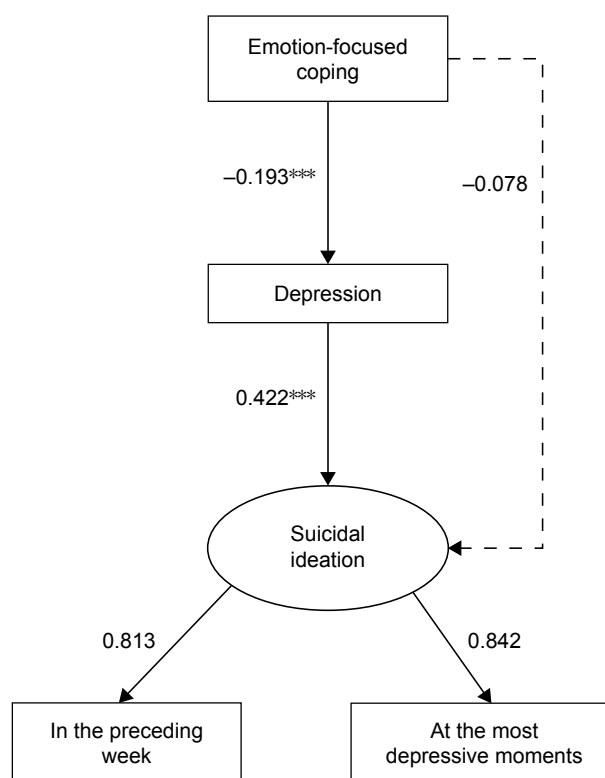 Emotion-focused
coping
–0.193***
–0.078
Depression
0.422***
Suicidal
ideation
0.813
0.842
In the preceding
week
At the most
depressive moments